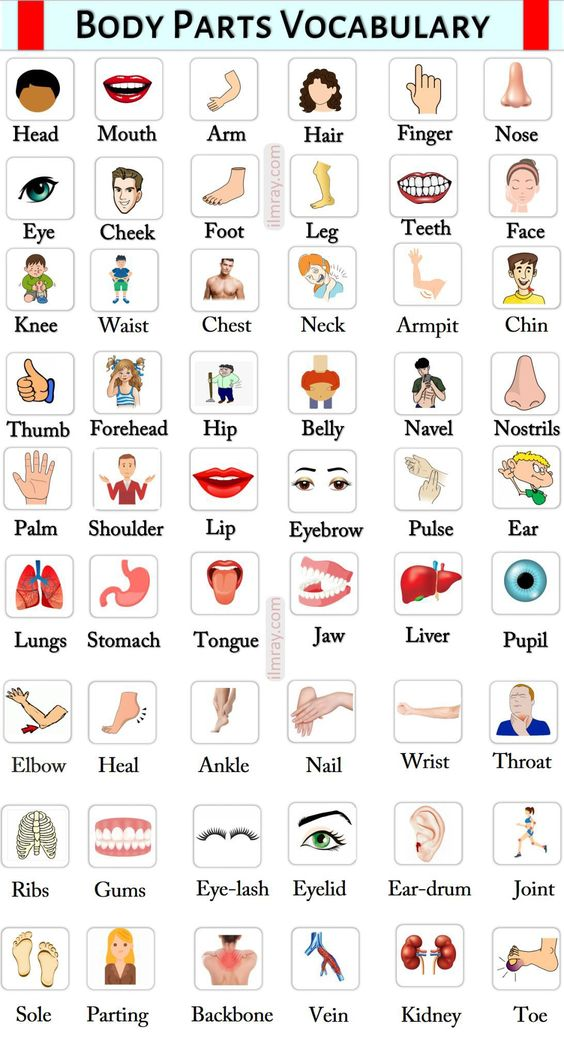 Body Parts Vocabulary
Head Mouth Arm Hair Finger Nose
ilmray.com
Eye Cheek Foot Leg Teeth Face
Knee Waist Chest Neck Armpit Chin
Thumb Forehead Hip Belly Navel Nostrils
Palm Shoulder Lip Eyebrow Pulse Ear
Lungs Stomach Tongue Jaw Liver Pupil
ilmray.com
Elbow Heal Ankle Nail Wrist Throat
Ribs Gums Eye-lash Eyelid Ear-drum Joint
Sole Parting Backbone Vein Kidney Toe